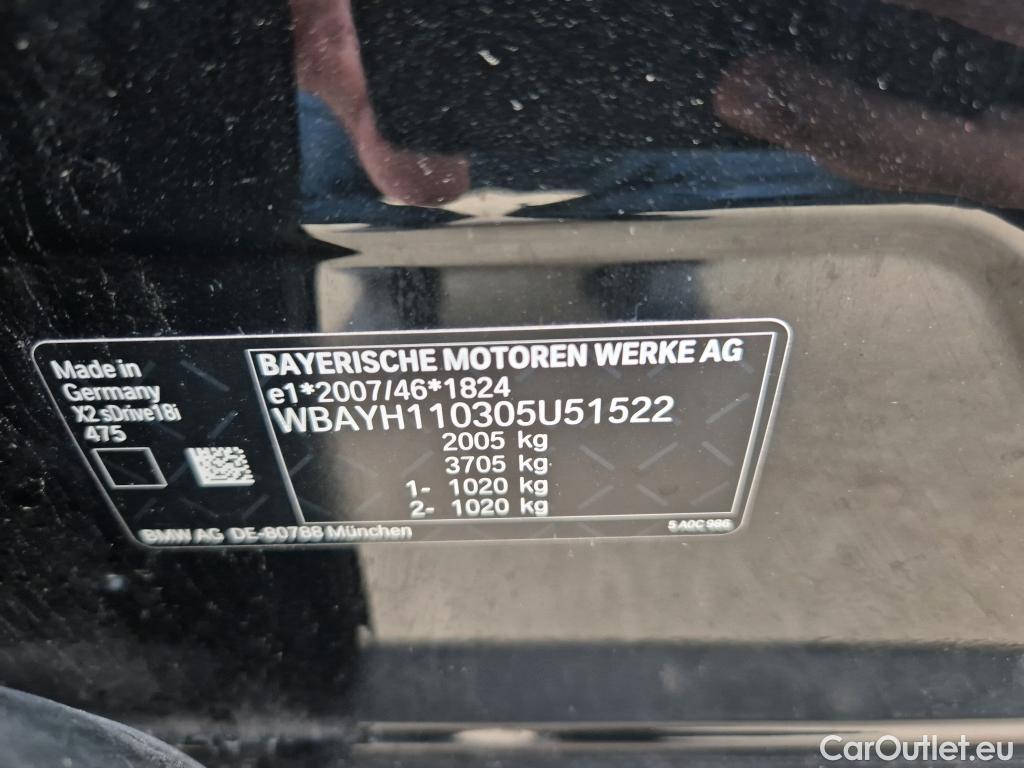 Made in
Germany
X2 sDrive18i
475
BAYERISCHE MOTOREN WERKE AG
e1*2007/46*1824
WBAYH110305U51522
2005 kg
3705 kg
1- 1020 kg
2- 1020 kg
BMW AG DE-80788 München
5 A0C 986
CarOutlet.eu